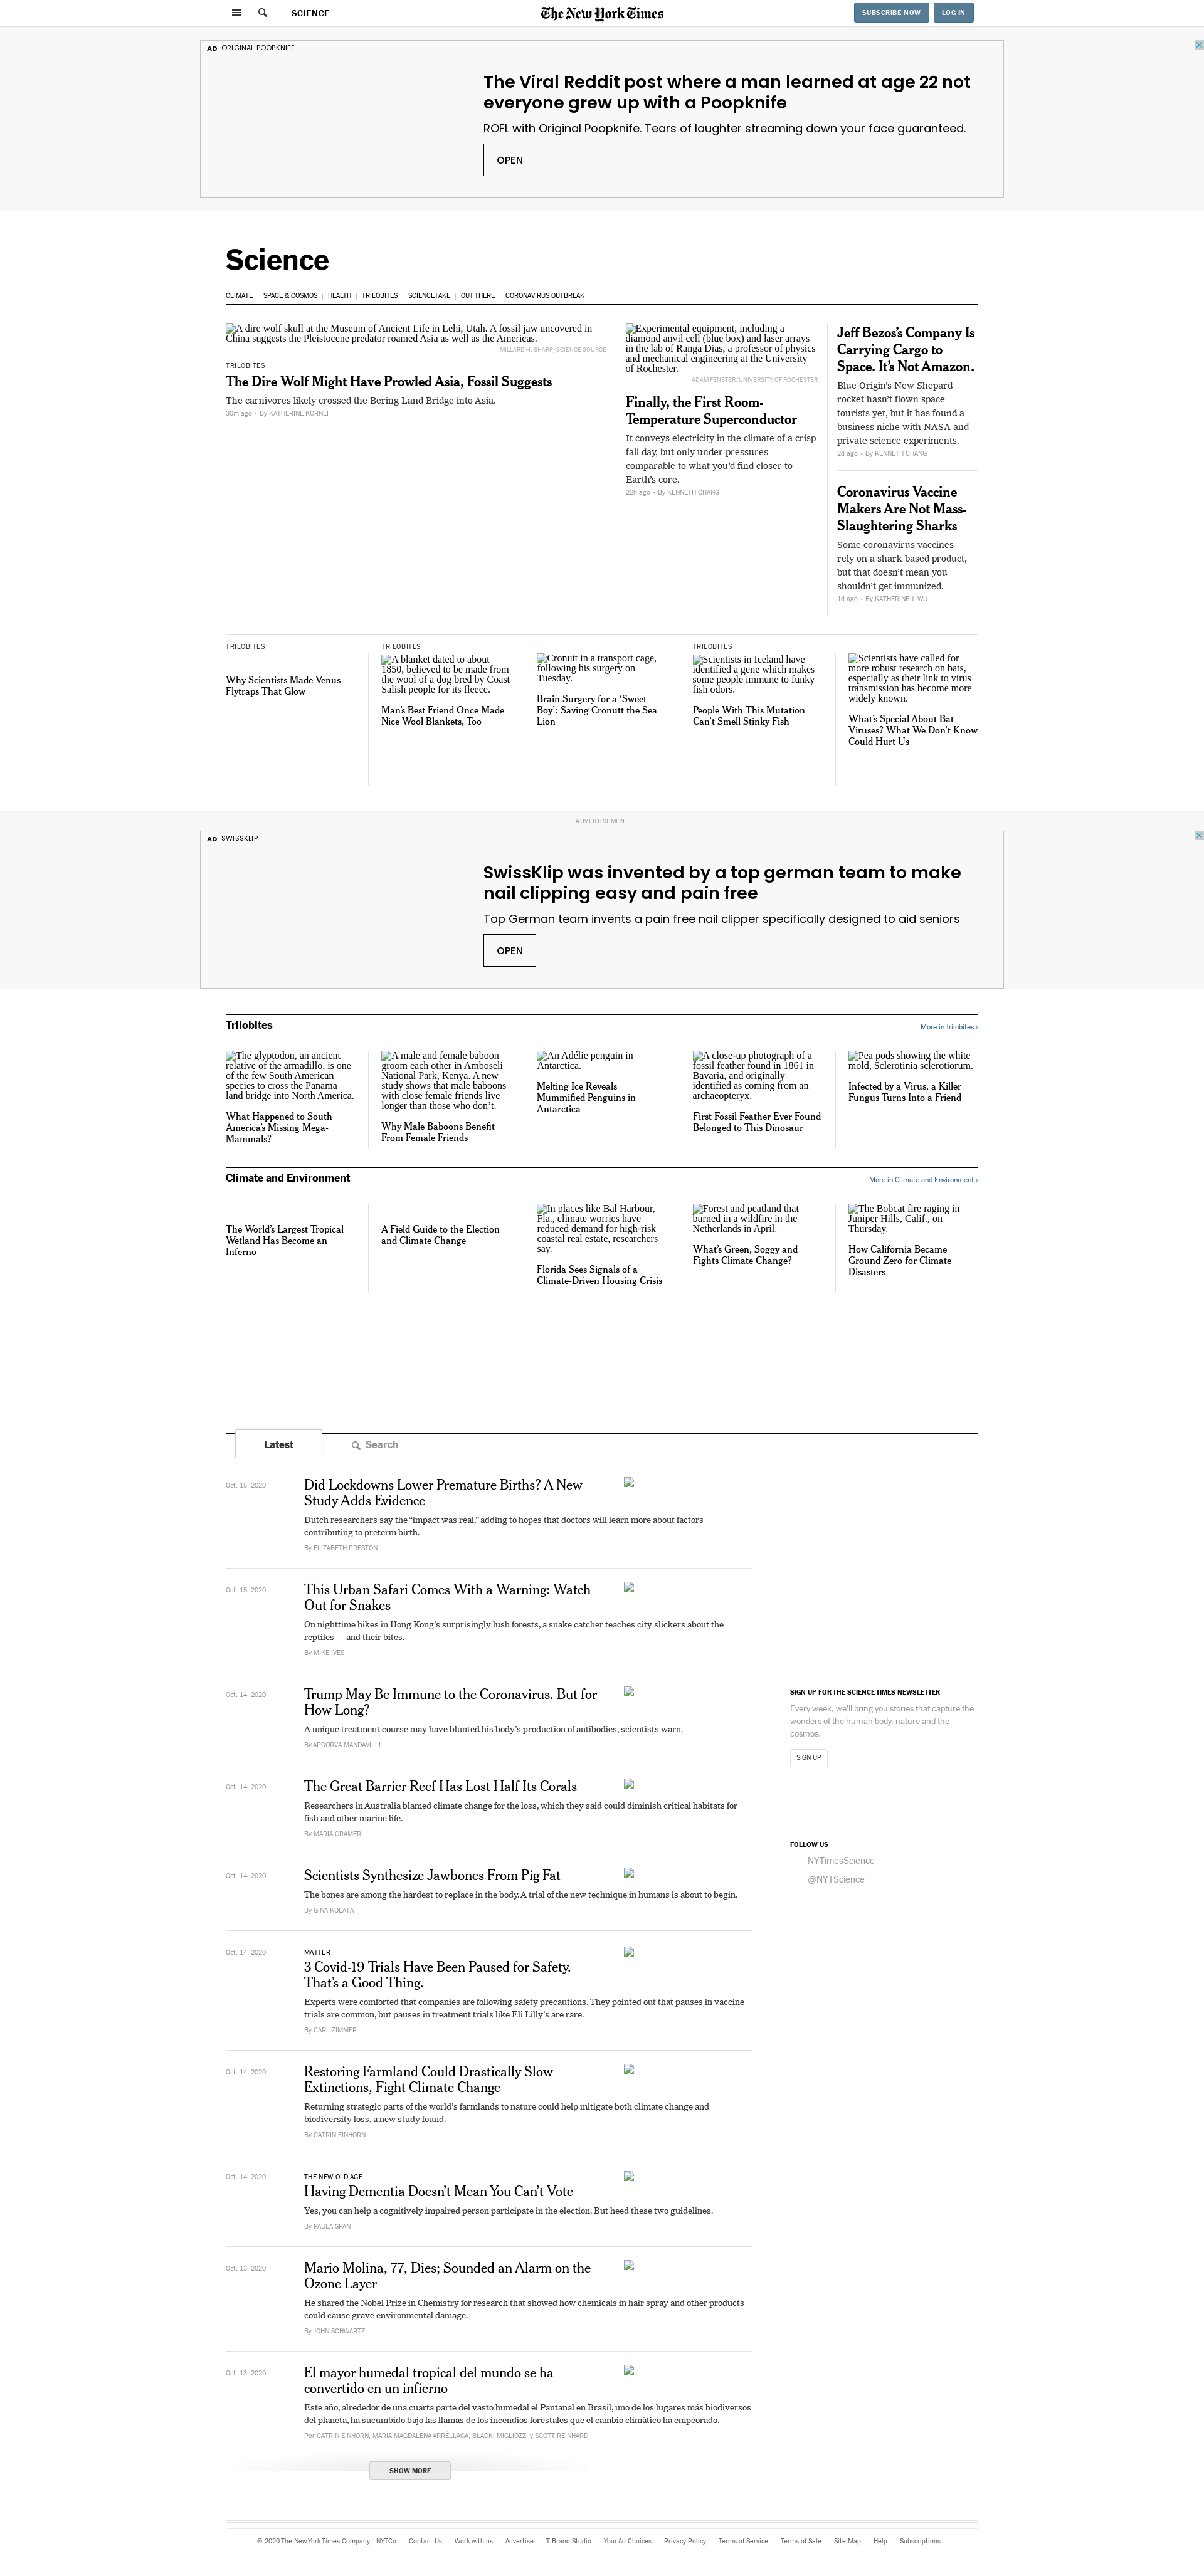 SCIENCE
The New York Times
SUBSCRIBE NOW
LOG IN
AD ORIGINAL POOPKNIFE
The Viral Reddit post where a man learned at age 22 not
everyone grew up with a Poopknife
ROFL with Original Poopknife. Tears of laughter streaming down your face guaranteed.
OPEN
Science
CLIMATE
SPACE & COSMOS
HEALTH
TRILOBITES
SCIENCETAKE
OUT THERE
CORONAVIRUS OUTBREAK
A dire wolf skull at the Museum of Ancient Life in Lehi, Utah. A fossil jaw uncovered in
China suggests the Pleistocene predator roamed Asia as well as the Americas.
MILLARD H. SHARP/SCIENCE SOURCE
TRILOBITES
The Dire Wolf Might Have Prowled Asia, Fossil Suggests
The carnivores likely crossed the Bering Land Bridge into Asia.
30m ago • By KATHERINE KORNEI
Experimental equipment, including a
diamond anvil cell (blue box) and laser arrays
in the lab of Ranga Dias, a professor of physics
and mechanical engineering at the University
of Rochester.
ADAM FENSTER/UNIVERSITY OF ROCHESTER
Finally, the First Room-
Temperature Superconductor
It conveys electricity in the climate of a crisp
fall day, but only under pressures
comparable to what you'd find closer to
Earth's core.
22h ago • By KENNETH CHANG
Jeff Bezos's Company Is
Carrying Cargo to
Space. It's Not Amazon.
Blue Origin's New Shepard
rocket hasn't flown space
tourists yet, but it has found a
business niche with NASA and
private science experiments.
2d ago • By KENNETH CHANG
Coronavirus Vaccine
Makers Are Not Mass-
Slaughtering Sharks
Some coronavirus vaccines
rely on a shark-based product,
but that doesn't mean you
shouldn't get immunized.
1d ago • By KATHERINE J. WU
TRILOBITES
Why Scientists Made Venus
Flytraps That Glow
TRILOBITES
A blanket dated to about
1850, believed to be made from
the wool of a dog bred by Coast
Salish people for its fleece.
Man's Best Friend Once Made
Nice Wool Blankets, Too
Cronutt in a transport cage,
following his surgery on
Tuesday.
Brain Surgery for a 'Sweet
Boy': Saving Cronutt the Sea
Lion
TRILOBITES
Scientists in Iceland have
identified a gene which makes
some people immune to funky
fish odors.
People With This Mutation
Can't Smell Stinky Fish
Scientists have called for
more robust research on bats,
especially as their link to virus
transmission has become more
widely known.
What's Special About Bat
Viruses? What We Don't Know
Could Hurt Us
ADVERTISEMENT
AD SWISSKLIP
SwissKlip was invented by a top german team to make
nail clipping easy and pain free
Top German team invents a pain free nail clipper specifically designed to aid seniors
OPEN
Trilobites
More in Trilobites »
The glyptodon, an ancient
relative of the armadillo, is one
of the few South American
species to cross the Panama
land bridge into North America.
What Happened to South
America's Missing Mega-
Mammals?
A male and female baboon
groom each other in Amboseli
National Park, Kenya. A new
study shows that male baboons
with close female friends live
longer than those who don't.
Why Male Baboons Benefit
From Female Friends
An Adélie penguin in
Antarctica.
Melting Ice Reveals
Mummified Penguins in
Antarctica
A close-up photograph of a
fossil feather found in 1861 in
Bavaria, and originally
identified as coming from an
archaeopteryx.
First Fossil Feather Ever Found
Belonged to This Dinosaur
Pea pods showing the white
mold, Sclerotinia sclerotiorum.
Infected by a Virus, a Killer
Fungus Turns Into a Friend
Climate and Environment
More in Climate and Environment »
The World's Largest Tropical
Wetland Has Become an
Inferno
A Field Guide to the Election
and Climate Change
In places like Bal Harbour,
Fla., climate worries have
reduced demand for high-risk
coastal real estate, researchers
say.
Florida Sees Signals of a
Climate-Driven Housing Crisis
Forest and peatland that
burned in a wildfire in the
Netherlands in April.
What's Green, Soggy and
Fights Climate Change?
The Bobcat fire raging in
Juniper Hills, Calif., on
Thursday.
How California Became
Ground Zero for Climate
Disasters
Latest
Search
Oct. 15, 2020
Did Lockdowns Lower Premature Births? A New
Study Adds Evidence
Dutch researchers say the “impact was real,” adding to hopes that doctors will learn more about factors
contributing to preterm birth.
By ELIZABETH PRESTON
Oct. 15, 2020
This Urban Safari Comes With a Warning: Watch
Out for Snakes
On nighttime hikes in Hong Kong's surprisingly lush forests, a snake catcher teaches city slickers about the
reptiles — and their bites.
By MIKE IVES
Oct. 14, 2020
Trump May Be Immune to the Coronavirus. But for
How Long?
A unique treatment course may have blunted his body's production of antibodies, scientists warn.
By APOORVA MANDAVILLI
Oct. 14, 2020
The Great Barrier Reef Has Lost Half Its Corals
Researchers in Australia blamed climate change for the loss, which they said could diminish critical habitats for
fish and other marine life.
By MARIA CRAMER
Oct. 14, 2020
Scientists Synthesize Jawbones From Pig Fat
The bones are among the hardest to replace in the body. A trial of the new technique in humans is about to begin.
By GINA KOLATA
Oct. 14, 2020
MATTER
3 Covid-19 Trials Have Been Paused for Safety.
That's a Good Thing.
Experts were comforted that companies are following safety precautions. They pointed out that pauses in vaccine
trials are common, but pauses in treatment trials like Eli Lilly's are rare.
By CARL ZIMMER
Oct. 14, 2020
Restoring Farmland Could Drastically Slow
Extinctions, Fight Climate Change
Returning strategic parts of the world's farmlands to nature could help mitigate both climate change and
biodiversity loss, a new study found.
By CATRIN EINHORN
Oct. 14, 2020
THE NEW OLD AGE
Having Dementia Doesn't Mean You Can't Vote
Yes, you can help a cognitively impaired person participate in the election. But heed these two guidelines.
By PAULA SPAN
Oct. 13, 2020
Mario Molina, 77, Dies; Sounded an Alarm on the
Ozone Layer
He shared the Nobel Prize in Chemistry for research that showed how chemicals in hair spray and other products
could cause grave environmental damage.
By JOHN SCHWARTZ
Oct. 13, 2020
El mayor humedal tropical del mundo se ha
convertido en un infierno
Este año, alrededor de una cuarta parte del vasto humedal el Pantanal en Brasil, uno de los lugares más biodiversos
del planeta, ha sucumbido bajo las llamas de los incendios forestales que el cambio climático ha empeorado.
Por CATRIN EINHORN, MARIA MAGDALENA ARRÉLLAGA, BLACKI MIGLIOZZI y SCOTT REINHARD
SHOW MORE
SIGN UP FOR THE SCIENCE TIMES NEWSLETTER
Every week, we'll bring you stories that capture the
wonders of the human body, nature and the
cosmos.
SIGN UP
FOLLOW US
NYTimesScience
@NYTScience
© 2020 The New York Times Company
NYTCo
Contact Us
Work with us
Advertise
T Brand Studio
Your Ad Choices
Privacy Policy
Terms of Service
Terms of Sale
Site Map
Help
Subscriptions